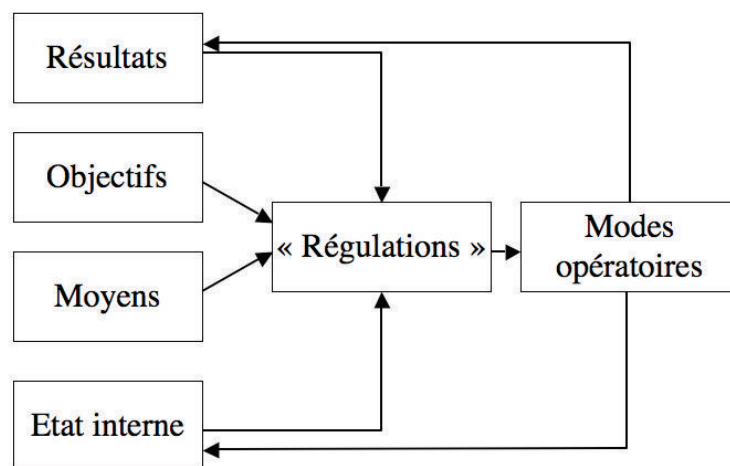 Résultats
Objectifs
« Régulations »
Modes
opératoires
Moyens
Etat interne